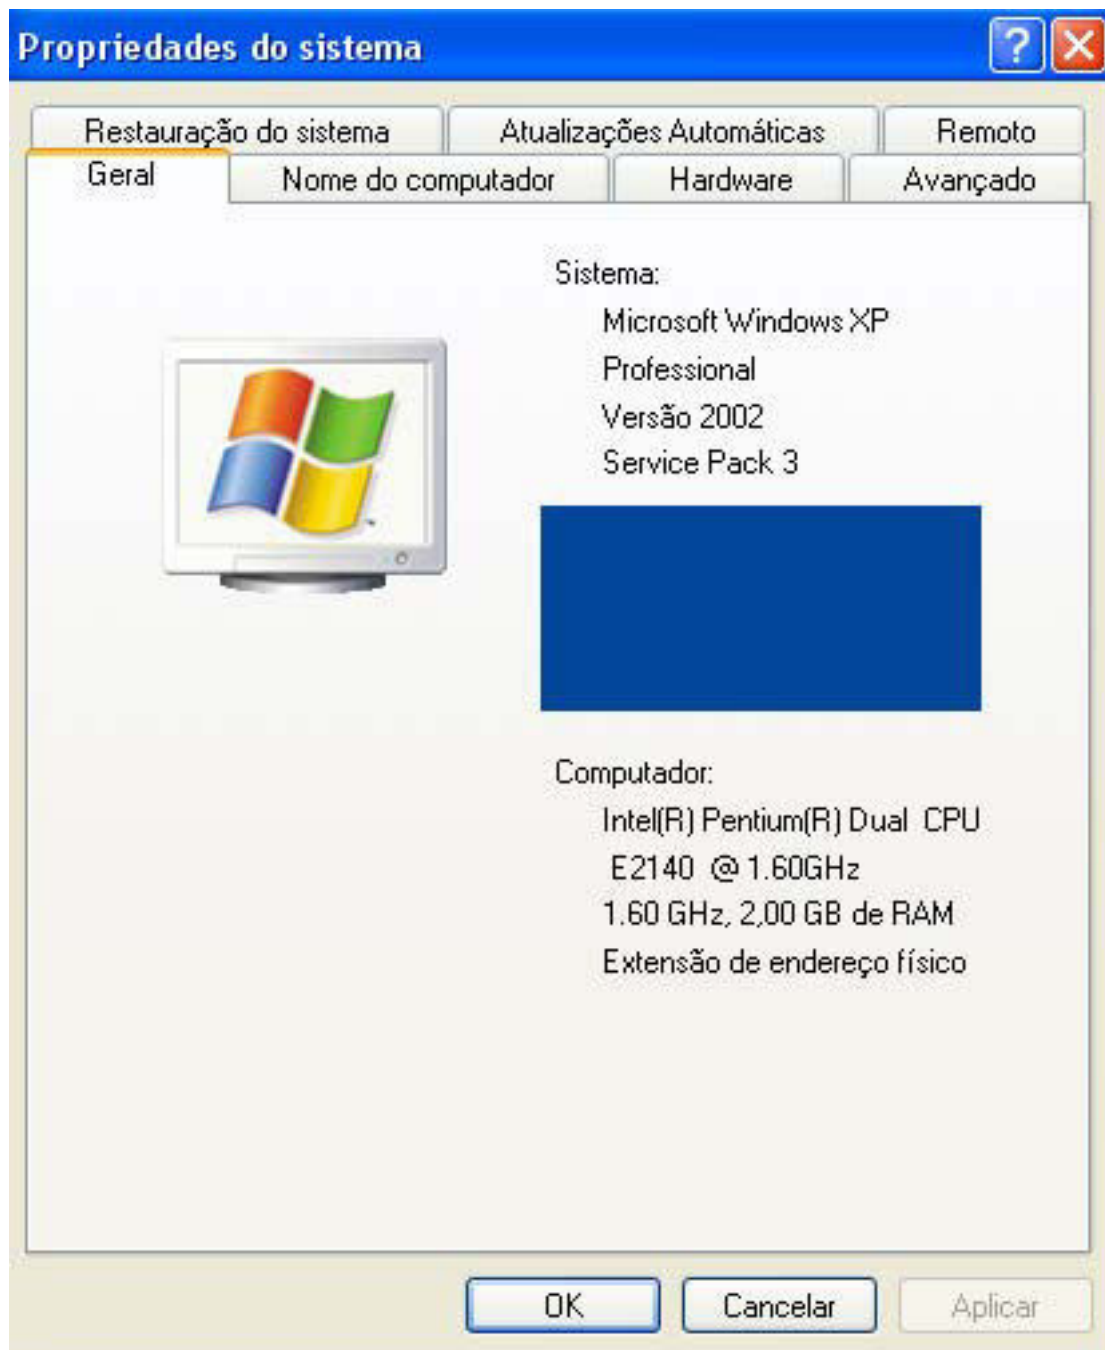 Propriedades do sistema
Restauração do sistema
Atualizações Automáticas
Remoto
Geral
Nome do computador
Hardware
Avançado
Sistema:
Microsoft Windows XP
Professional
Versão 2002
Service Pack 3
Computador:
Intel(R) Pentium(R) Dual CPU
E2140 @ 1.60GHz
1.60 GHz, 2,00 GB de RAM
Extensão de endereço físico
OK
Cancelar
Aplicar